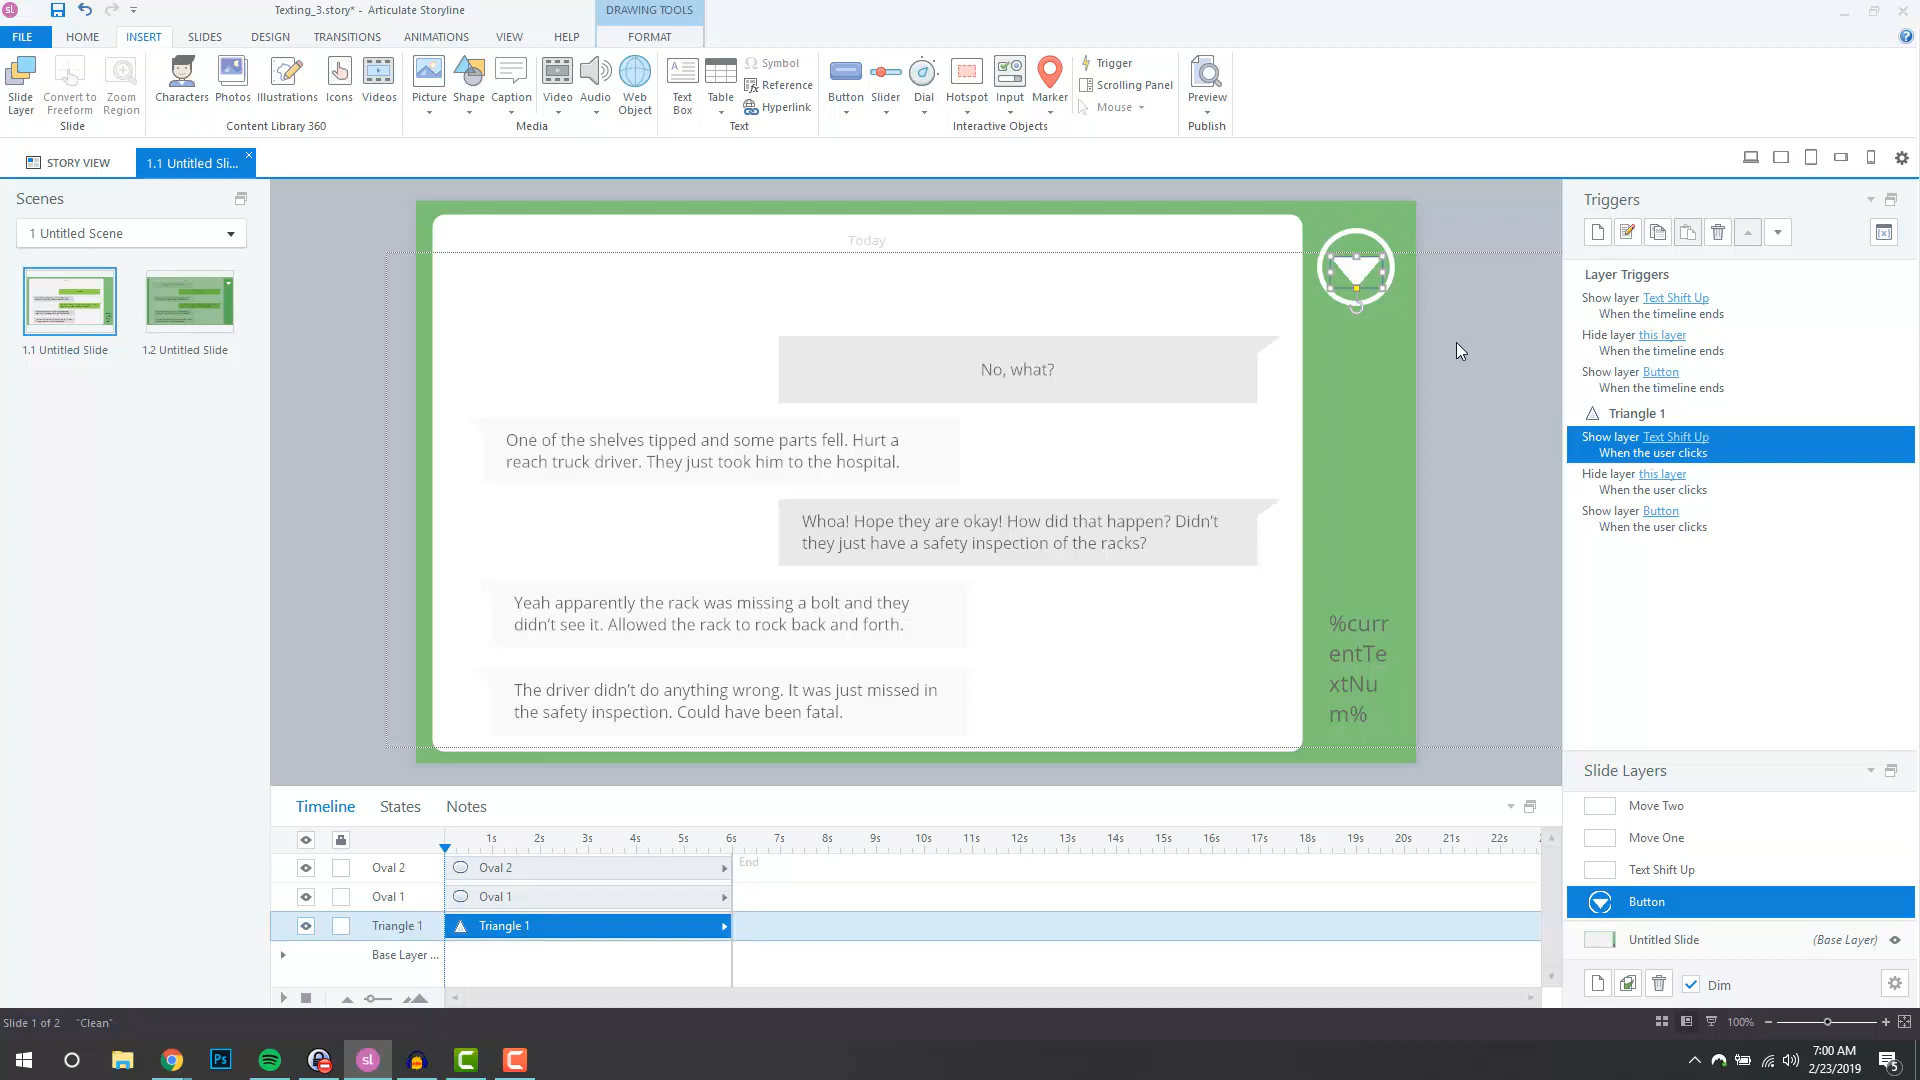 sl
Texting_3.story* - Articulate Storyline
DRAWING TOOLS
FILE
HOME
INSERT
SLIDES
DESIGN
TRANSITIONS
ANIMATIONS
VIEW
HELP
FORMAT
Slide
Layer
Convert to
Freeform
Zoom
Region
Characters
Photos
Illustrations
Icons
Videos
Picture
Shape
Caption
Video
Audio
Web
Object
Text
Box
Table
Symbol
Reference
Hyperlink
Button
Slider
Dial
Hotspot
Input
Marker
Trigger
Scrolling Panel
Mouse
Preview
Slide
Content Library 360
Media
Text
Interactive Objects
Publish
STORY VIEW
1.1 Untitled Sli...
Scenes
1 Untitled Scene
1.1 Untitled Slide
1.2 Untitled Slide
Today
No, what?
One of the shelves tipped and some parts fell. Hurt a
reach truck driver. They just took him to the hospital.
Whoa! Hope they are okay! How did that happen? Didn't
they just have a safety inspection of the racks?
Yeah apparently the rack was missing a bolt and they
didn't see it. Allowed the rack to rock back and forth.
The driver didn't do anything wrong. It was just missed in
the safety inspection. Could have been fatal.
%curr
entTe
xtNu
m%
Triggers
Layer Triggers
Show layer Text Shift Up
When the timeline ends
Hide layer this layer
When the timeline ends
Show layer Button
When the timeline ends
Triangle 1
Show layer Text Shift Up
When the user clicks
Hide layer this layer
When the user clicks
Show layer Button
When the user clicks
Slide Layers
Move Two
Move One
Text Shift Up
Button
Untitled Slide (Base Layer)
Dim
Timeline
States
Notes
1s 2s 3s 4s 5s 6s 7s 8s 9s 10s 11s 12s 13s 14s 15s 16s 17s 18s 19s 20s 21s 22s
Oval 2 Oval 2 End
Oval 1 Oval 1
Triangle 1 Triangle 1
Base Layer ...
Slide 1 of 2 "Clean"
100%
Ps
sl
7:00 AM
2/23/2019
5